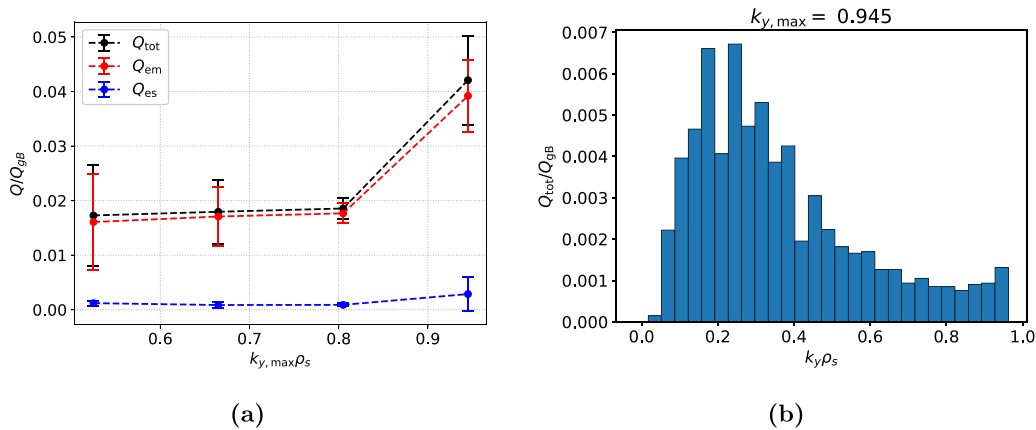 0.05
0.04
0.03
0.02
0.01
0.00
Q/Q_gB
Q_tot
Q_em
Q_es
0.6 0.7 0.8 0.9
k_y,max ρ_s
(a)
k_y,max = 0.945
0.007
0.006
0.005
0.004
0.003
0.002
0.001
0.000
Q_tot/Q_gB
0.0 0.2 0.4 0.6 0.8 1.0
k_yρ_s
(b)